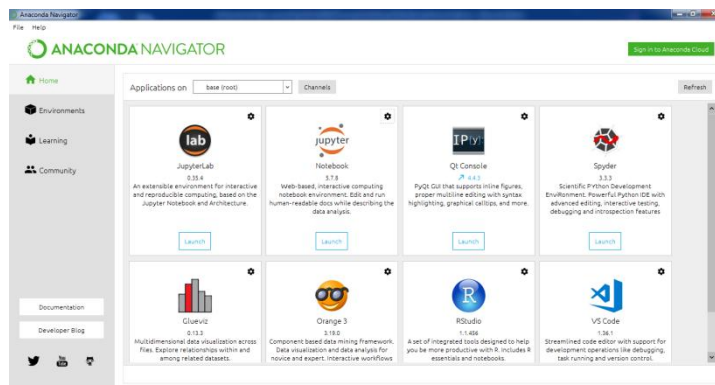 Anaconda Navigator
File Help
ANACONDA NAVIGATOR
Sign in to Anaconda Cloud
Home
Environments
Learning
Community
Documentation
Developer Blog
You Tube
Applications on base (root) Channels Refresh
lab
JupyterLab
0.35.4
An extensible environment for interactive
and reproducible computing, based on the
Jupyter Notebook and Architecture.
Launch
jupyter
Notebook
5.7.8
Web-based, interactive computing
notebook environment. Edit and run
human-readable docs while describing the
data analysis.
Launch
IP[y]:
Qt Console
4.4.3
PyQt GUI that supports inline figures,
proper multiline editing with syntax
highlighting, graphical calltips, and more.
Launch
Spyder
3.3.3
Scientific PYthon Development
EnviRonment. Powerful Python IDE with
advanced editing, interactive testing,
debugging and introspection features
Launch
Glueviz
0.13.3
Multidimensional data visualization across
files. Explore relationships within and
among related datasets.
Orange 3
3.19.0
Component based data mining framework.
Data visualization and data analysis for
novice and expert. Interactive workflows
R
RStudio
1.1.456
A set of integrated tools designed to help
you be more productive with R. Includes R
essentials and notebooks.
VS Code
1.36.1
Streamlined code editor with support for
development operations like debugging,
task running and version control.